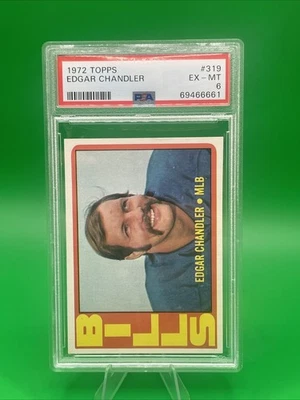 1972 TOPPS #319
EDGAR CHANDLER EX-MT
6
PSA 69466661
BILLS
EDGAR CHANDLER • MLB